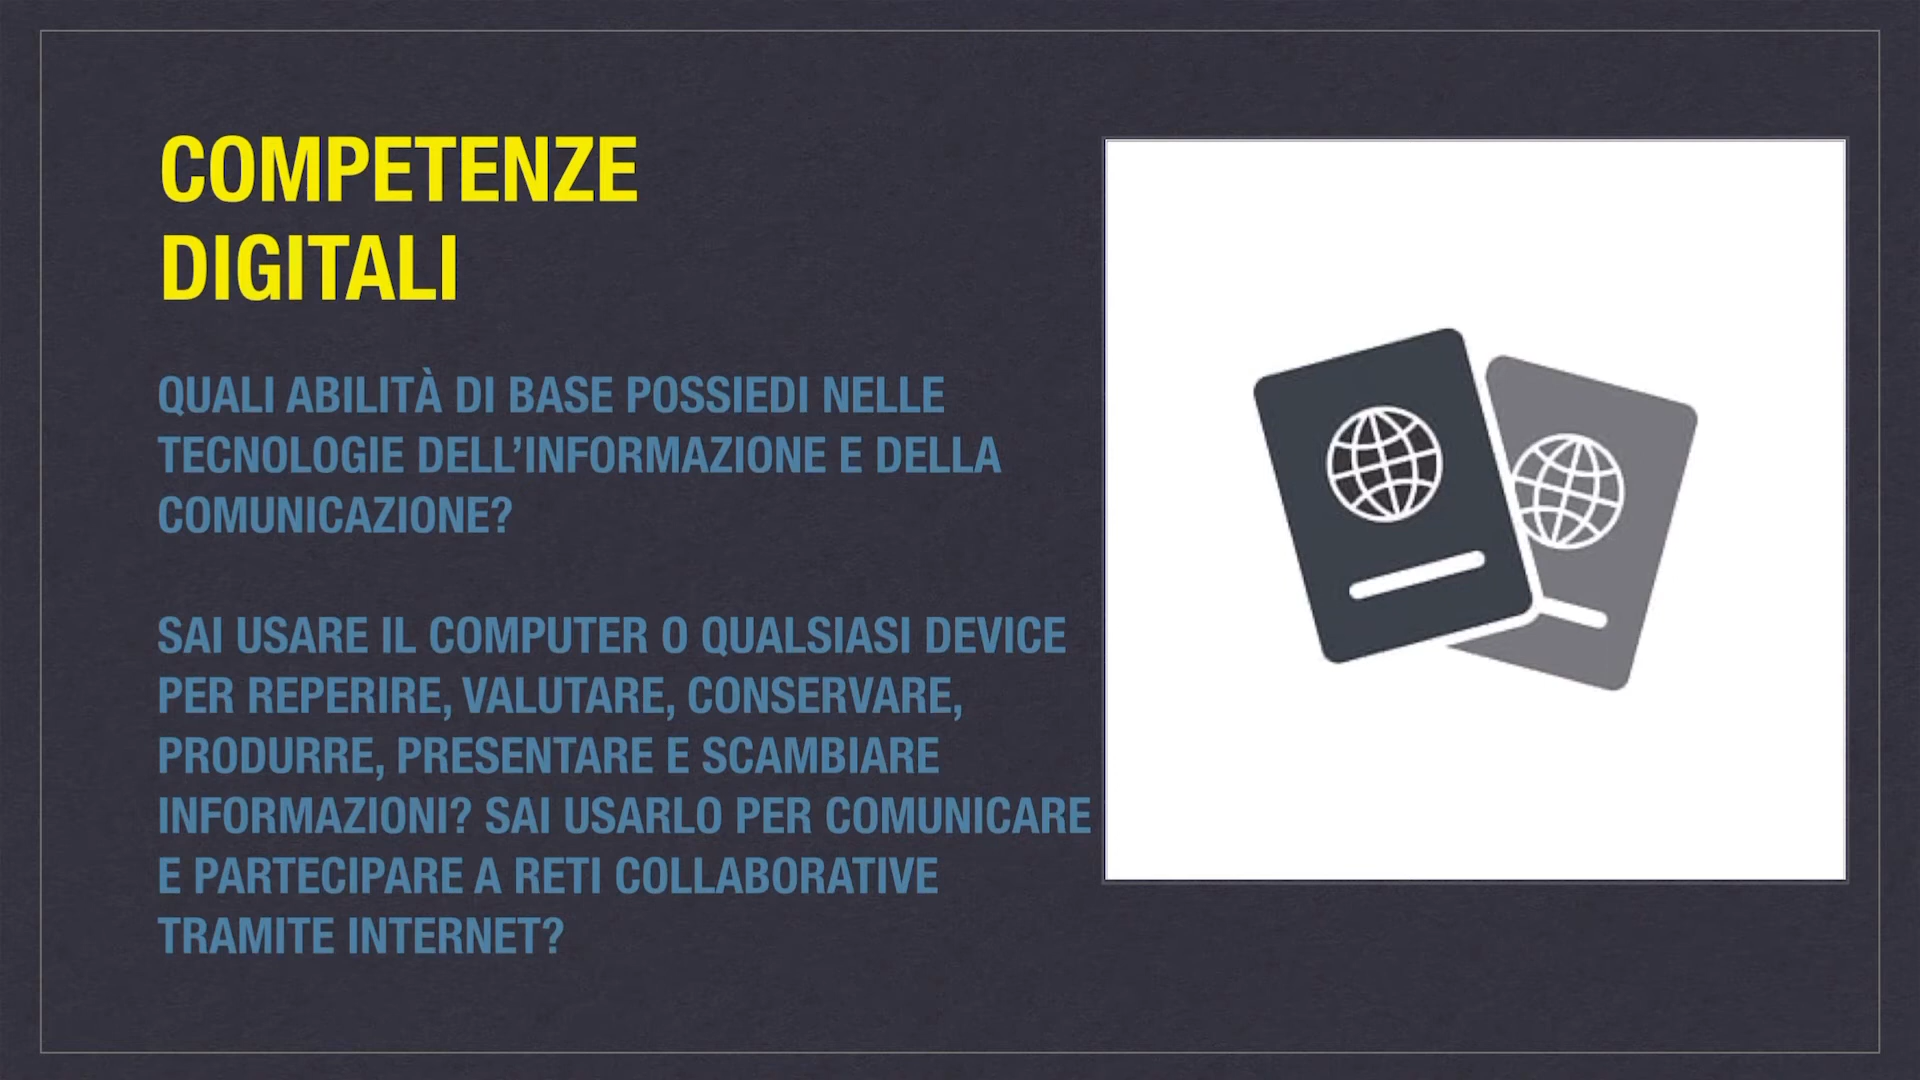 COMPETENZE
DIGITALI
QUALI ABILITÀ DI BASE POSSIEDI NELLE
TECNOLOGIE DELL’INFORMAZIONE E DELLA
COMUNICAZIONE?
SAI USARE IL COMPUTER O QUALSIASI DEVICE
PER REPERIRE, VALUTARE, CONSERVARE,
PRODURRE, PRESENTARE E SCAMBIARE
INFORMAZIONI? SAI USARLO PER COMUNICARE
E PARTECIPARE A RETI COLLABORATIVE
TRAMITE INTERNET?